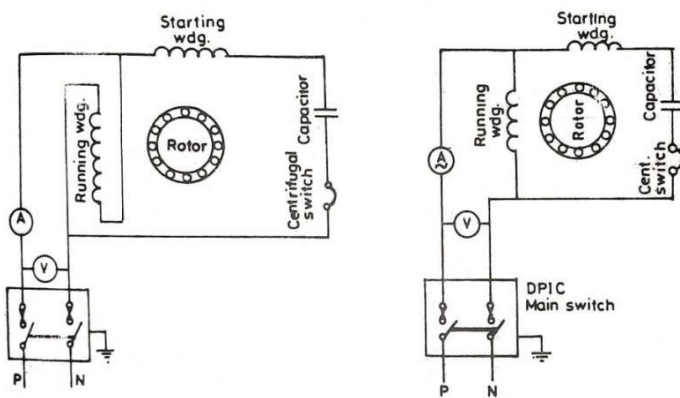 Starting
wdg.
Running wdg.
Rotor
Capacitor
Centrifugal
switch
A
V
P
N
Starting
wdg.
Running
wdg.
Rotor
Capacitor
Cent.
switch
A
V
DPIC
Main switch
P
N